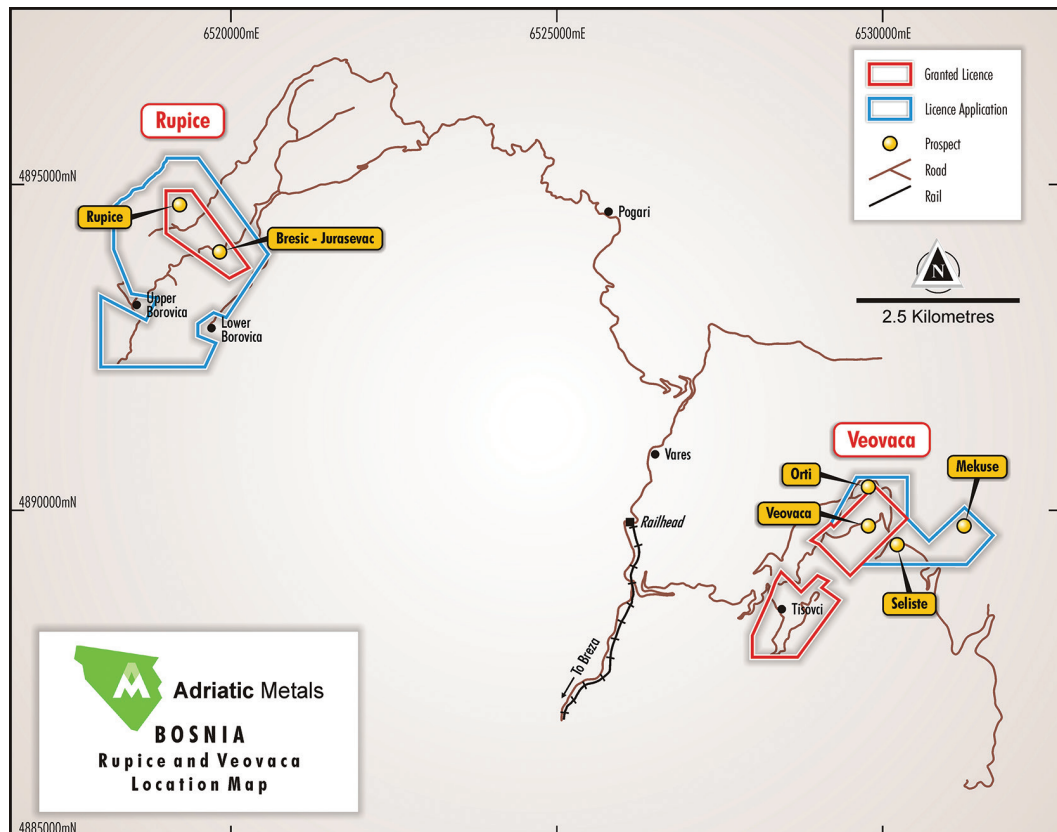 6520000mE
6525000mE
6530000mE
Granted Licence
Licence Application
Prospect
Road
Rail
Rupice
4895000mN
Rupice
Bresic - Jurasevac
Pogari
N
2.5 Kilometres
Upper
Borovica
Lower
Borovica
Veovaca
Vares
Orti
Mekuse
Veovaca
4890000mN
Railhead
Seliste
Tisovci
To Breza
Adriatic Metals
BOSNIA
Rupice and Veovaca
Location Map
4885000mN